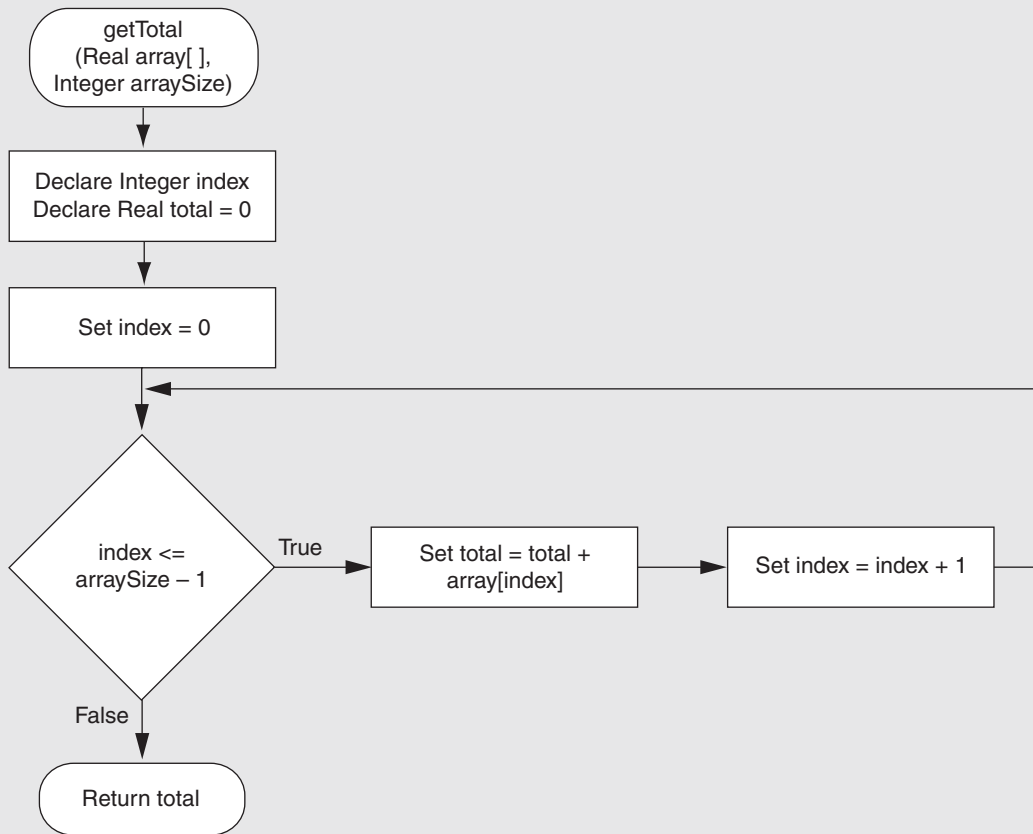 getTotal
(Real array[ ],
Integer arraySize)
Declare Integer index
Declare Real total = 0
Set index = 0
index <=
arraySize – 1
True
Set total = total +
array[index]
Set index = index + 1
False
Return total